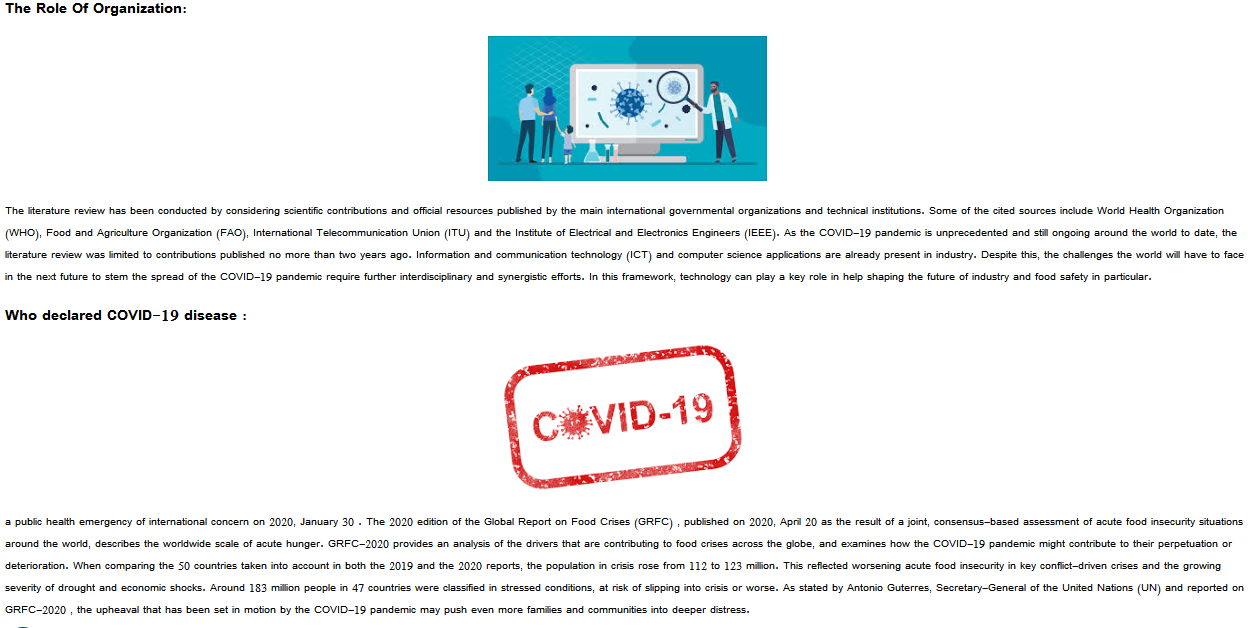 The Role Of Organization:
The literature review has been conducted by considering scientific contributions and official resources published by the main international governmental organizations and technical institutions. Some of the cited sources include World Health Organization
(WHO), Food and Agriculture Organization (FAO), International Telecommunication Union (ITU) and the Institute of Electrical and Electronics Engineers (IEEE). As the COVID-19 pandemic is unprecedented and still ongoing around the world to date, the
literature review was limited to contributions published no more than two years ago. Information and communication technology (ICT) and computer science applications are already present in industry. Despite this, the challenges the world will have to face
in the next future to stem the spread of the COVID-19 pandemic require further interdisciplinary and synergistic efforts. In this framework, technology can play a key role in help shaping the future of industry and food safety in particular.
Who declared COVID-19 disease :
COVID-19
a public health emergency of international concern on 2020, January 30 . The 2020 edition of the Global Report on Food Crises (GRFC) , published on 2020, April 20 as the result of a joint, consensus-based assessment of acute food insecurity situations
around the world, describes the worldwide scale of acute hunger. GRFC-2020 provides an analysis of the drivers that are contributing to food crises across the globe, and examines how the COVID-19 pandemic might contribute to their perpetuation or
deterioration. When comparing the 50 countries taken into account in both the 2019 and the 2020 reports, the population in crisis rose from 112 to 123 million. This reflected worsening acute food insecurity in key conflict-driven crises and the growing
severity of drought and economic shocks. Around 183 million people in 47 countries were classified in stressed conditions, at risk of slipping into crisis or worse. As stated by Antonio Guterres, Secretary-General of the United Nations (UN) and reported on
GRFC-2020 , the upheaval that has been set in motion by the COVID-19 pandemic may push even more families and communities into deeper distress.